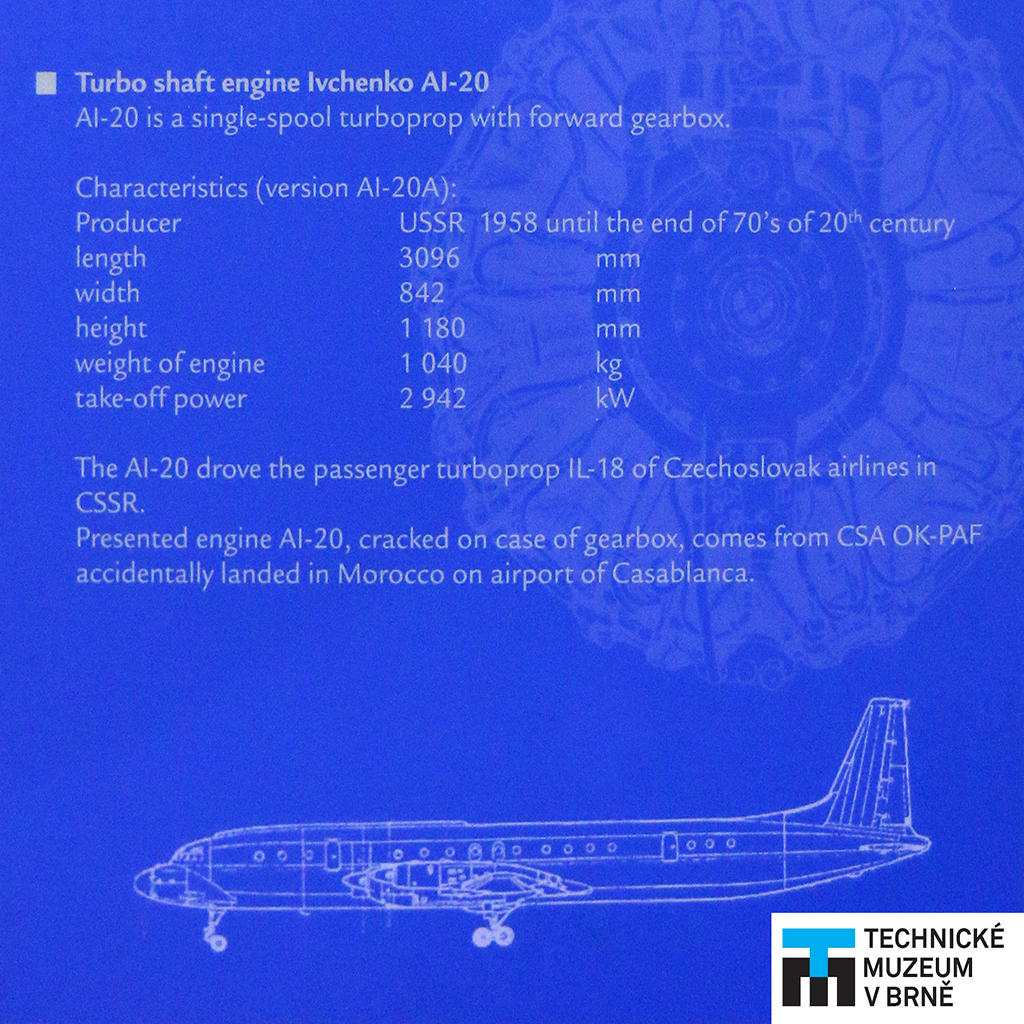 Turbo shaft engine Ivchenko AI-20
AI-20 is a single-spool turboprop with forward gearbox.
Characteristics (version AI-20A):
Producer USSR 1958 until the end of 70's of 20th century
length 3096 mm
width 842 mm
height 1 180 mm
weight of engine 1 040 kg
take-off power 2 942 kW
The AI-20 drove the passenger turboprop IL-18 of Czechoslovak airlines in
CSSR.
Presented engine AI-20, cracked on case of gearbox, comes from CSA OK-PAF
accidentally landed in Morocco on airport of Casablanca.
TECHNICKÉ
MUZEUM
V BRNĚ